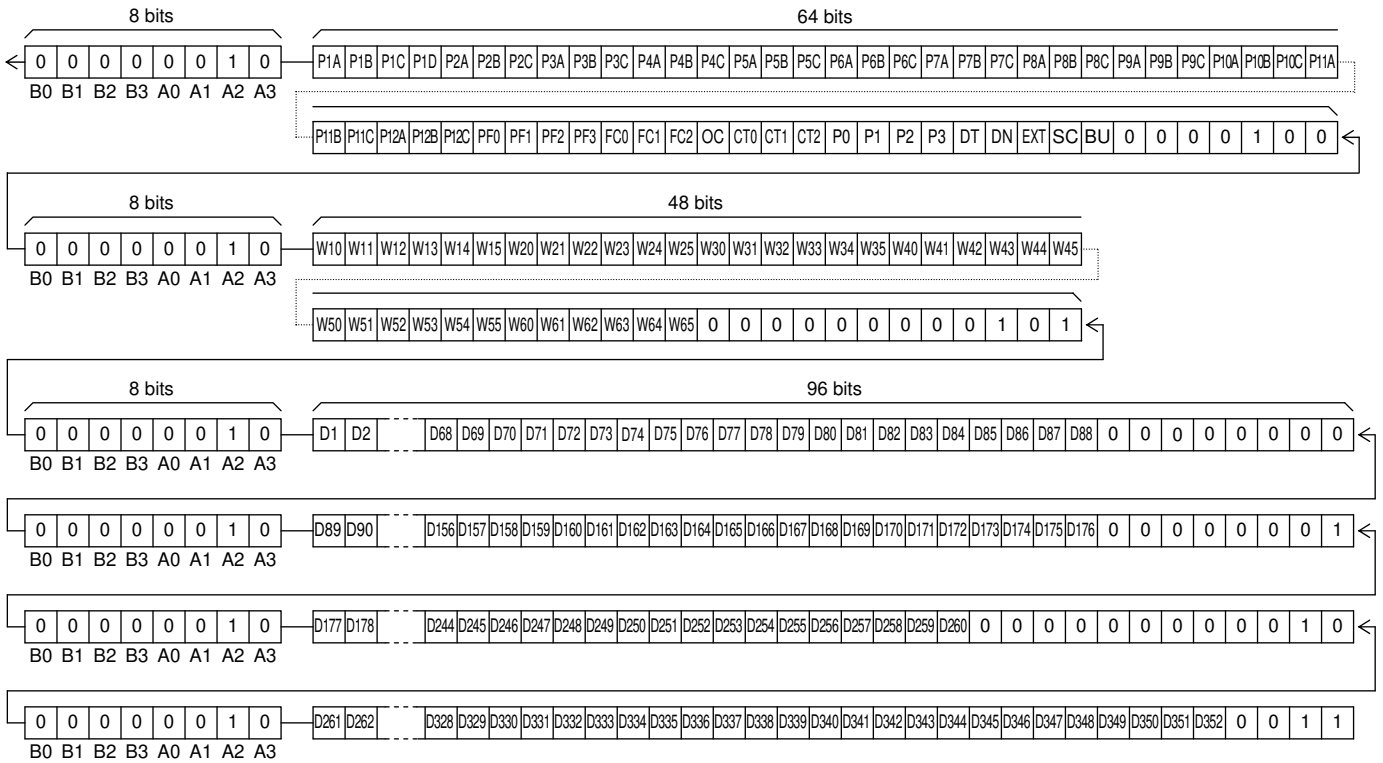 8 bits 64 bits
0 0 0 0 0 0 1 0 P1A P1B P1C P1D P2A P2B P2C P3A P3B P3C P4A P4B P4C P5A P5B P5C P6A P6B P6C P7A P7B P7C P8A P8B P8C P9A P9B P9C P10A P10B P10C P11A
B0 B1 B2 B3 A0 A1 A2 A3
P11B P11C P12A P12B P12C PF0 PF1 PF2 PF3 FC0 FC1 FC2 OC CT0 CT1 CT2 P0 P1 P2 P3 DT DN EXT SC BU 0 0 0 0 1 0 0
8 bits 48 bits
0 0 0 0 0 0 1 0 W10 W11 W12 W13 W14 W15 W20 W21 W22 W23 W24 W25 W30 W31 W32 W33 W34 W35 W40 W41 W42 W43 W44 W45
B0 B1 B2 B3 A0 A1 A2 A3
W50 W51 W52 W53 W54 W55 W60 W61 W62 W63 W64 W65 0 0 0 0 0 0 0 0 0 1 0 1
8 bits 96 bits
0 0 0 0 0 0 1 0 D1 D2 D68 D69 D70 D71 D72 D73 D74 D75 D76 D77 D78 D79 D80 D81 D82 D83 D84 D85 D86 D87 D88 0 0 0 0 0 0 0 0
B0 B1 B2 B3 A0 A1 A2 A3
0 0 0 0 0 0 1 0 D89 D90 D156 D157 D158 D159 D160 D161 D162 D163 D164 D165 D166 D167 D168 D169 D170 D171 D172 D173 D174 D175 D176 0 0 0 0 0 0 0 1
B0 B1 B2 B3 A0 A1 A2 A3
0 0 0 0 0 0 1 0 D177 D178 D244 D245 D246 D247 D248 D249 D250 D251 D252 D253 D254 D255 D256 D257 D258 D259 D260 0 0 0 0 0 0 0 0 0 0 1 0
B0 B1 B2 B3 A0 A1 A2 A3
0 0 0 0 0 0 1 0 D261 D262 D328 D329 D330 D331 D332 D333 D334 D335 D336 D337 D338 D339 D340 D341 D342 D343 D344 D345 D346 D347 D348 D349 D350 D351 D352 0 0 1 1
B0 B1 B2 B3 A0 A1 A2 A3